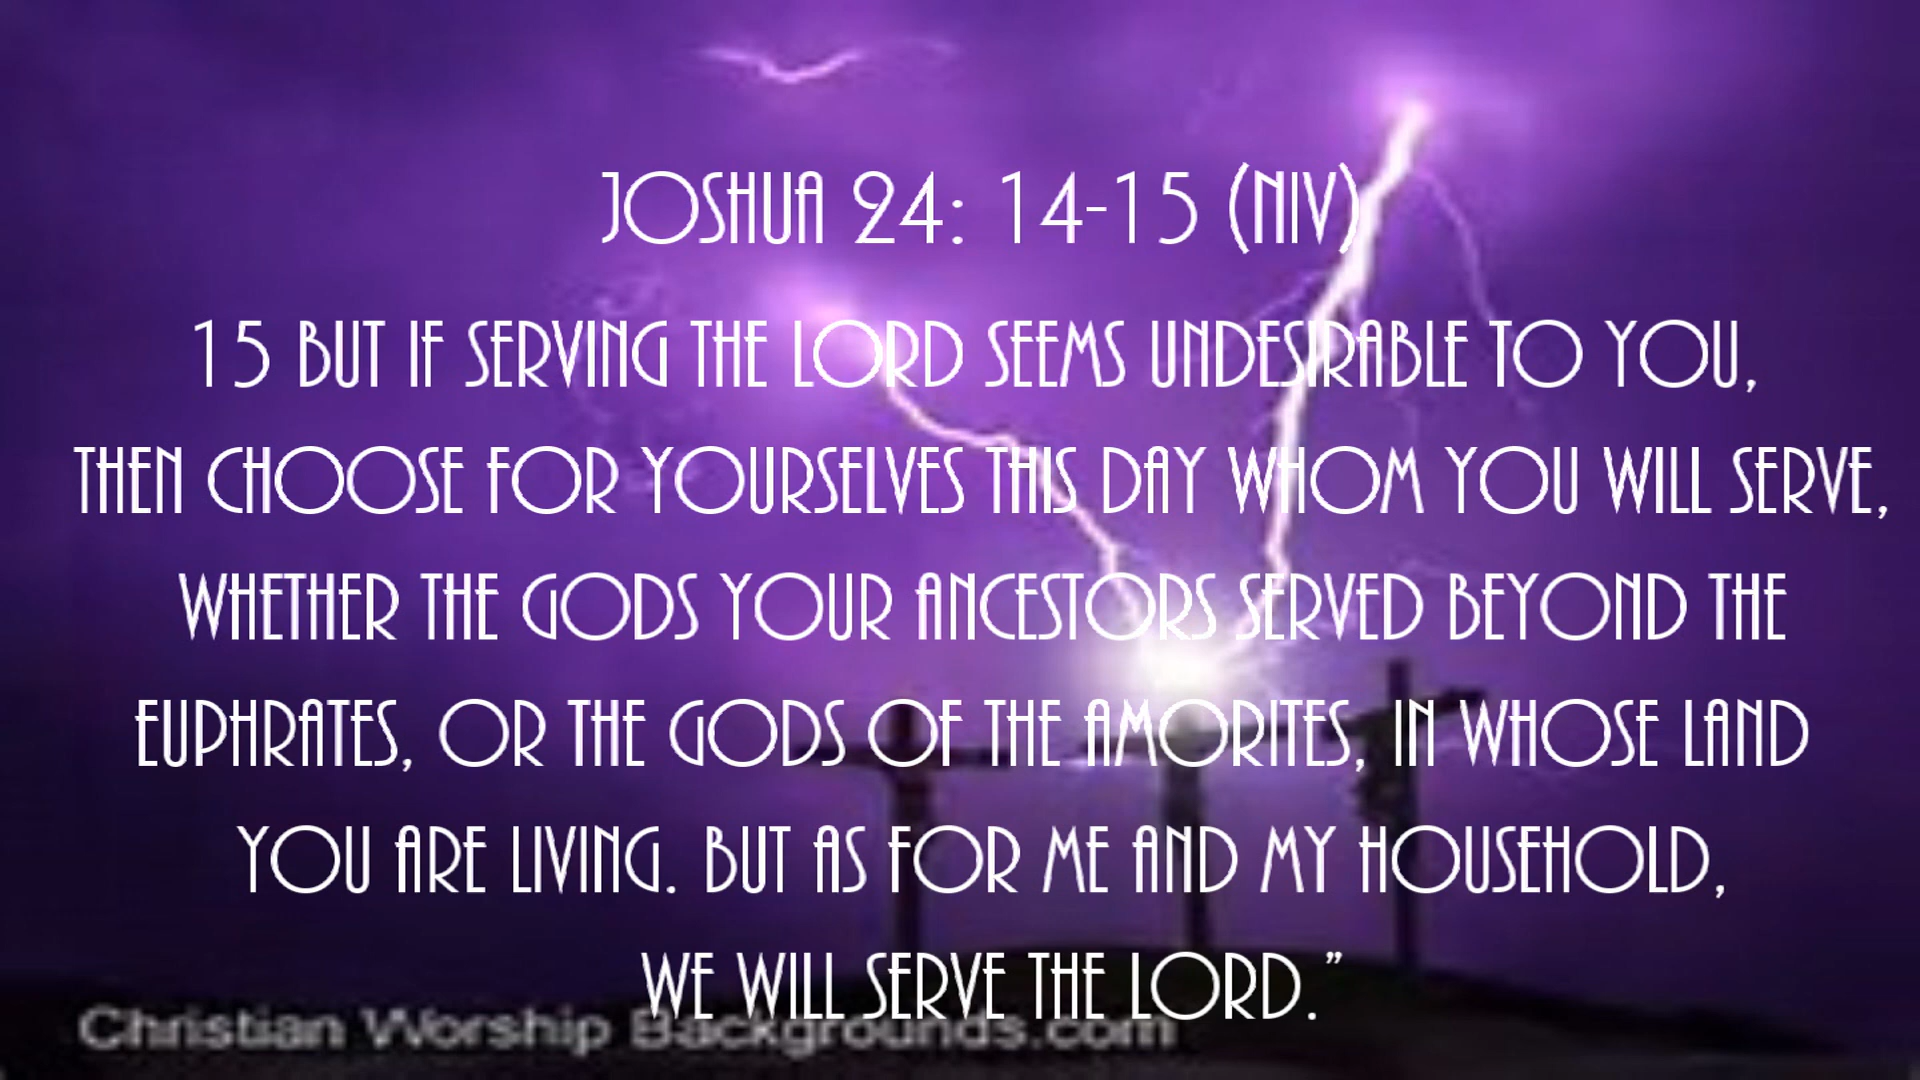 JOSHUA 24: 14-15 (NIV)
15 BUT IF SERVING THE LORD SEEMS UNDESIRABLE TO YOU,
THEN CHOOSE FOR YOURSELVES THIS DAY WHOM YOU WILL SERVE,
WHETHER THE GODS YOUR ANCESTORS SERVED BEYOND THE
EUPHRATES, OR THE GODS OF THE AMORITES, IN WHOSE LAND
YOU ARE LIVING. BUT AS FOR ME AND MY HOUSEHOLD,
WE WILL SERVE THE LORD.”
Christian Worship Backgrounds.com